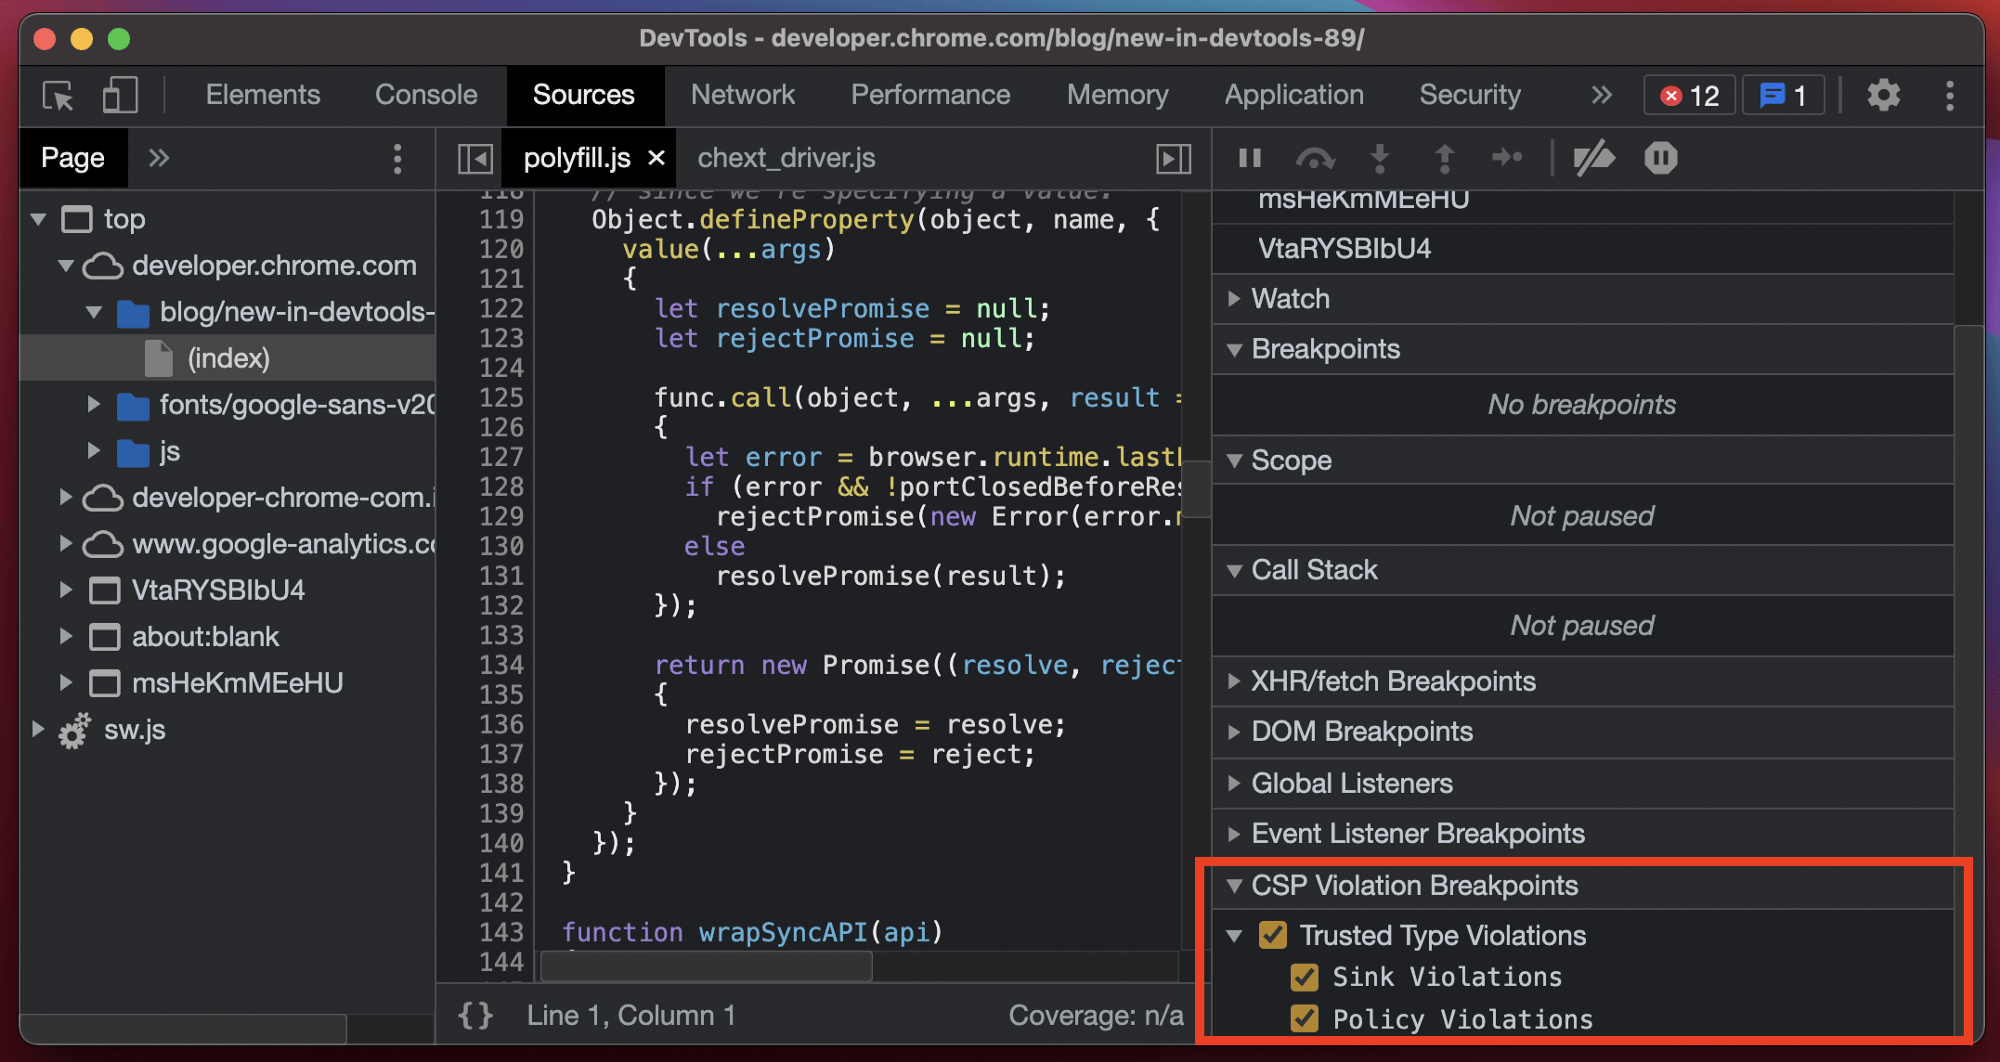 DevTools - developer.chrome.com/blog/new-in-devtools-89/
Elements Console Sources Network Performance Memory Application Security » 12 1
Page » polyfill.js × chext_driver.js
top
developer.chrome.com
blog/new-in-devtools-
(index)
fonts/google-sans-v20
js
developer-chrome-com.i
www.google-analytics.co
VtaRYSBIbU4
about:blank
msHeKmMEeHU
sw.js
118 // since we're specifying a value.
119 Object.defineProperty(object, name, {
120 value(...args)
121 {
122 let resolvePromise = null;
123 let rejectPromise = null;
124
125 func.call(object, ...args, result =
126 {
127 let error = browser.runtime.lastE
128 if (error && !portClosedBeforeRes
129 rejectPromise(new Error(error.m
130 else
131 resolvePromise(result);
132 });
133
134 return new Promise((resolve, reject
135 {
136 resolvePromise = resolve;
137 rejectPromise = reject;
138 });
139 }
140 });
141 }
142
143 function wrapSyncAPI(api)
144
{} Line 1, Column 1 Coverage: n/a
msHeKmMEeHU
VtaRYSBIbU4
Watch
Breakpoints
No breakpoints
Scope
Not paused
Call Stack
Not paused
XHR/fetch Breakpoints
DOM Breakpoints
Global Listeners
Event Listener Breakpoints
CSP Violation Breakpoints
Trusted Type Violations
Sink Violations
Policy Violations